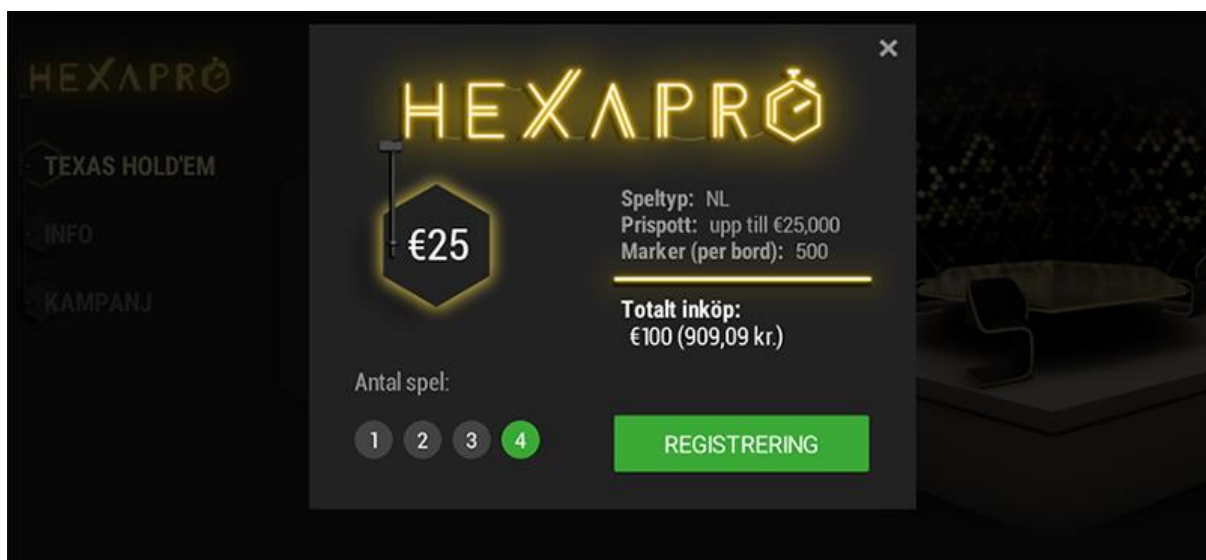 HEXAPRO
TEXAS HOLD'EM
INFO
KAMPANJ
×
HEXAPRO
€25
Speltyp: NL
Prispott: upp till €25,000
Marker (per bord): 500
Totalt inköp:
€100 (909,09 kr.)
Antal spel:
1 2 3 4
REGISTRERING